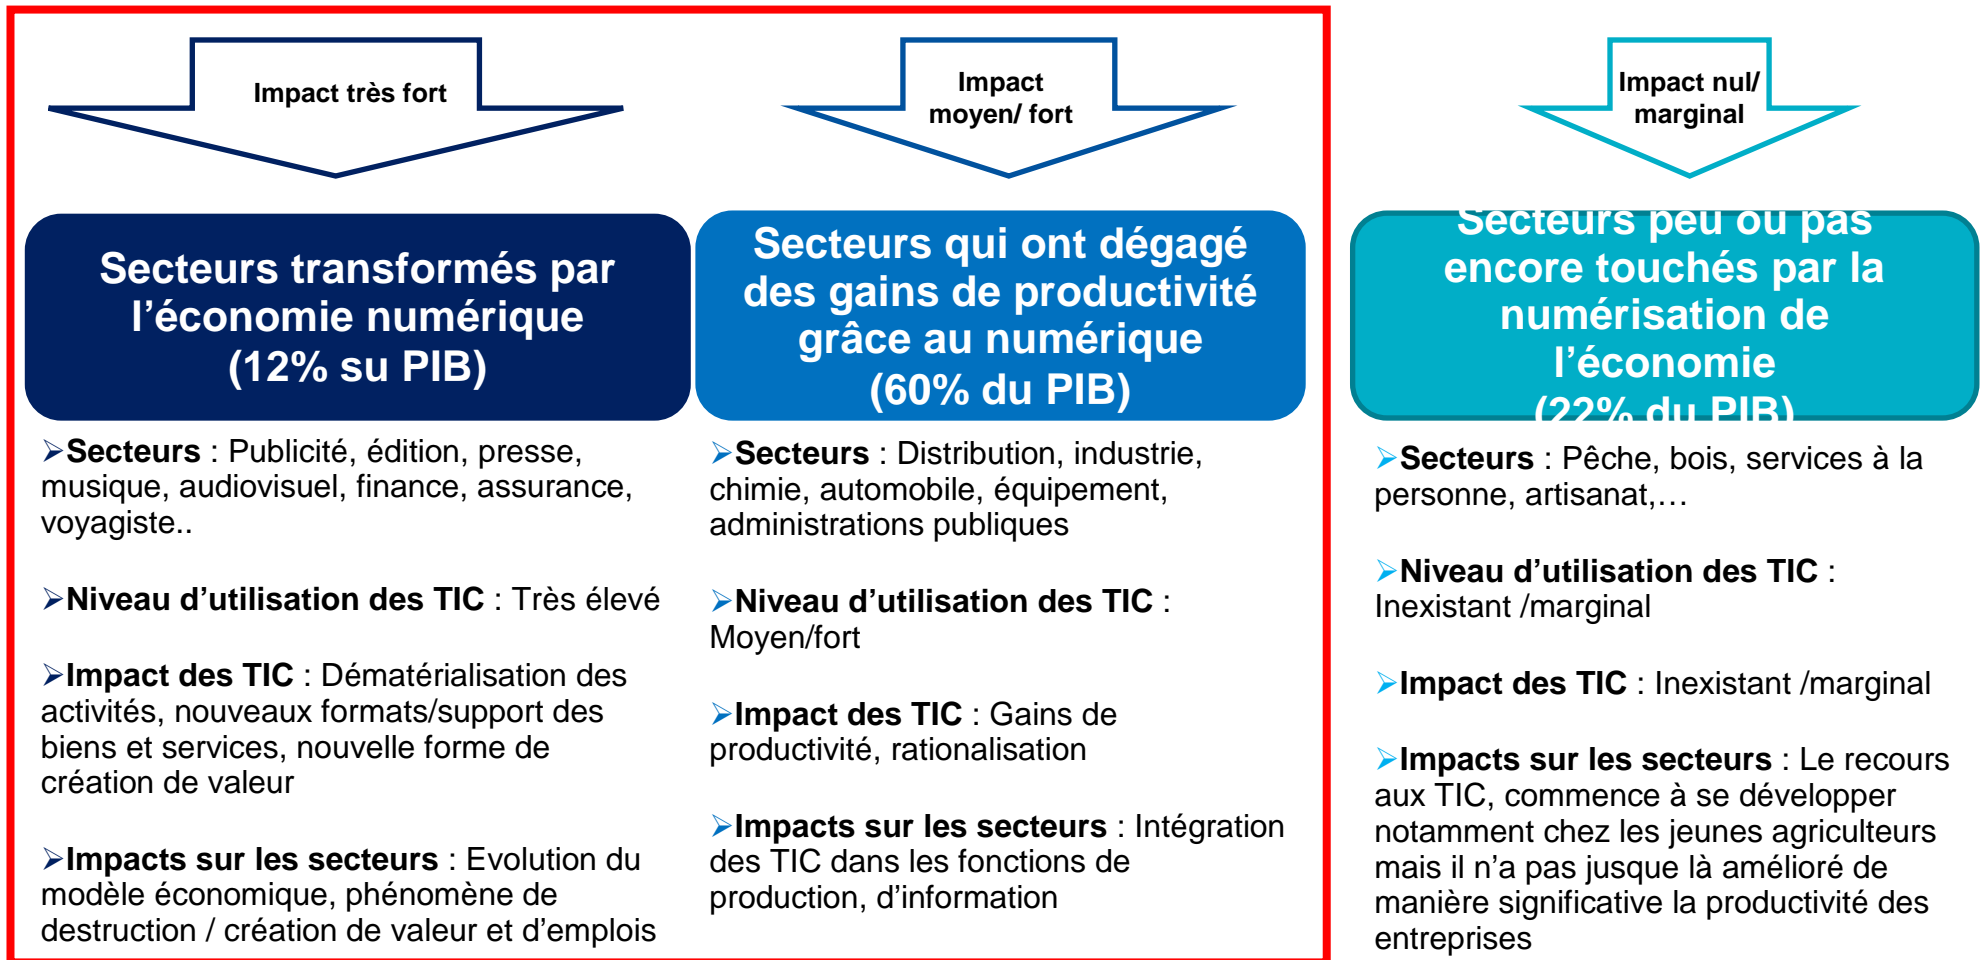 Impact très fort
Secteurs transformés par
l’économie numérique
(12% su PIB)
➢Secteurs : Publicité, édition, presse,
musique, audiovisuel, finance, assurance,
voyagiste..
➢Niveau d’utilisation des TIC : Très élevé
➢Impact des TIC : Dématérialisation des
activités, nouveaux formats/support des
biens et services, nouvelle forme de
création de valeur
➢Impacts sur les secteurs : Evolution du
modèle économique, phénomène de
destruction / création de valeur et d’emplois
Impact
moyen/ fort
Secteurs qui ont dégagé
des gains de productivité
grâce au numérique
(60% du PIB)
➢Secteurs : Distribution, industrie,
chimie, automobile, équipement,
administrations publiques
➢Niveau d’utilisation des TIC :
Moyen/fort
➢Impact des TIC : Gains de
productivité, rationalisation
➢Impacts sur les secteurs : Intégration
des TIC dans les fonctions de
production, d’information
Impact nul/
marginal
Secteurs peu ou pas
encore touchés par la
numérisation de
l’économie
(22% du PIB)
➢Secteurs : Pêche, bois, services à la
personne, artisanat,…
➢Niveau d’utilisation des TIC :
Inexistant /marginal
➢Impact des TIC : Inexistant /marginal
➢Impacts sur les secteurs : Le recours
aux TIC, commence à se développer
notamment chez les jeunes agriculteurs
mais il n’a pas jusque là amélioré de
manière significative la productivité des
entreprises